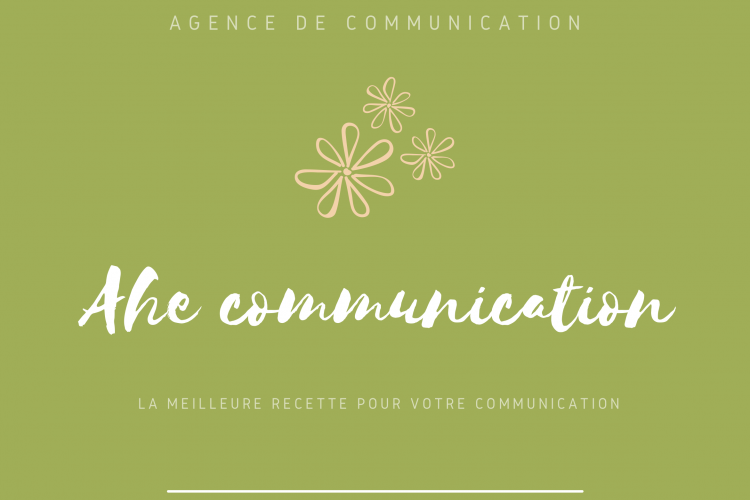 AGENCE DE COMMUNICATION
Ahe communication
LA MEILLEURE RECETTE POUR VOTRE COMMUNICATION